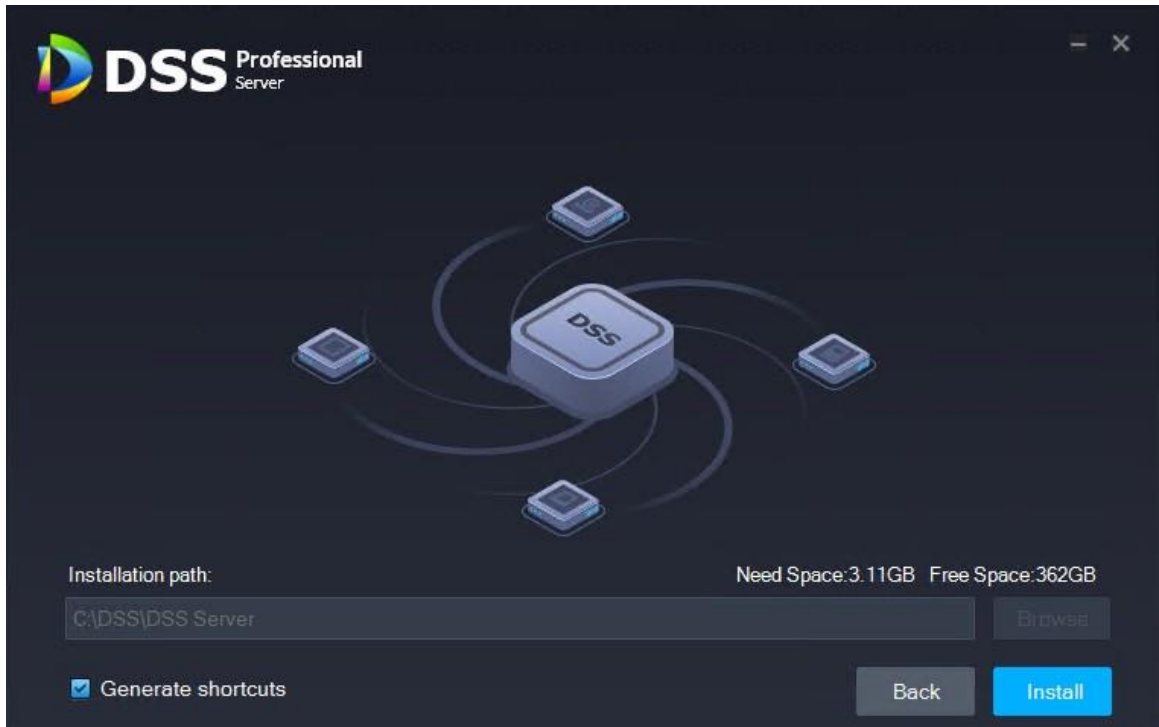 DSS Professional
Server
DSS
Installation path:
Need Space:3.11GB Free Space:362GB
C:\DSS\DSS Server
Browse
Generate shortcuts
Back
Install